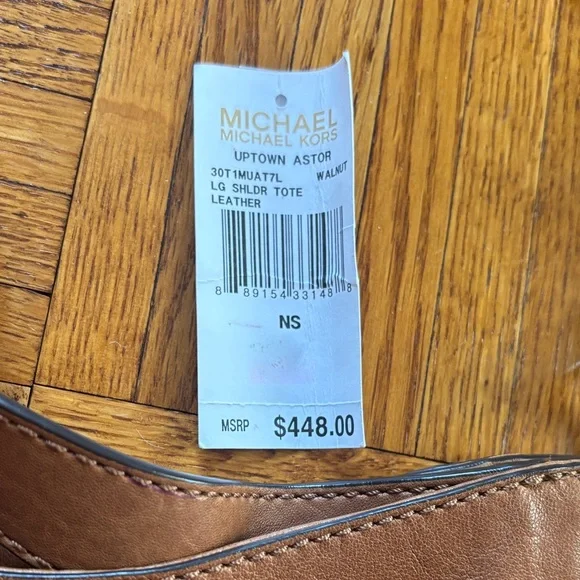 MICHAEL
MICHAEL KORS
UPTOWN ASTOR
30T1MUAT7L WALNUT
LG SHLDR TOTE
LEATHER
8 89154 33148 8
NS
MSRP $448.00